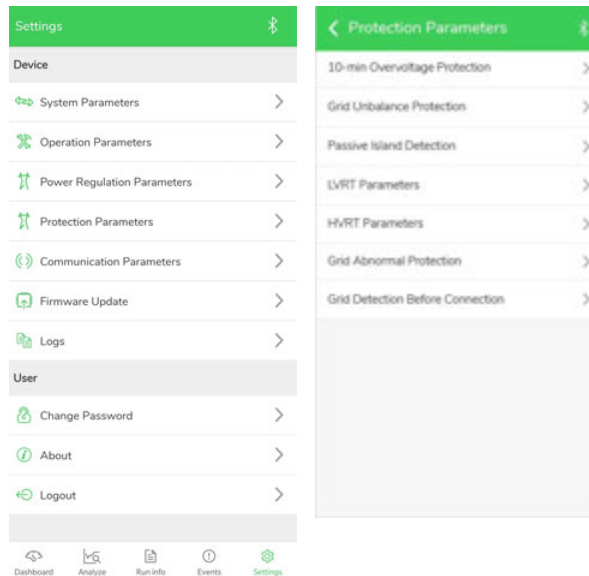 Settings
Device
System Parameters
Operation Parameters
Power Regulation Parameters
Protection Parameters
Communication Parameters
Firmware Update
Logs
User
Change Password
About
Logout
Dashboard
Analyze
Run info
Events
Settings
Protection Parameters
10-min Overvoltage Protection
Grid Unbalance Protection
Passive Island Detection
LVRT Parameters
HVRT Parameters
Grid Abnormal Protection
Grid Detection Before Connection